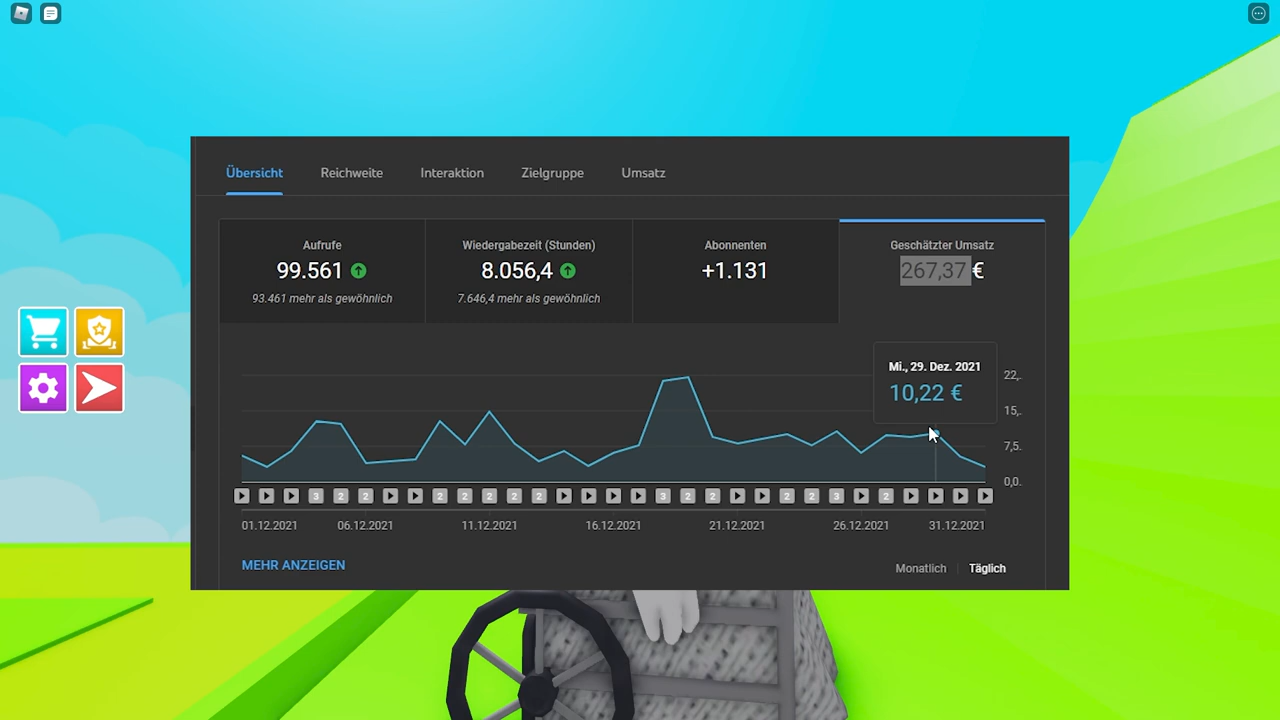 Übersicht Reichweite Interaktion Zielgruppe Umsatz
Aufrufe
99.561
93.461 mehr als gewöhnlich
Wiedergabezeit (Stunden)
8.056,4
7.646,4 mehr als gewöhnlich
Abonnenten
+1.131
Geschätzter Umsatz
267,37 €
Mi., 29. Dez. 2021
10,22 €
22,.
15,.
7,5.
0,0.
3 2 2 2 2 2 2 2 3 2 2 2 2 3 2
01.12.2021 06.12.2021 11.12.2021 16.12.2021 21.12.2021 26.12.2021 31.12.2021
MEHR ANZEIGEN
Monatlich Täglich